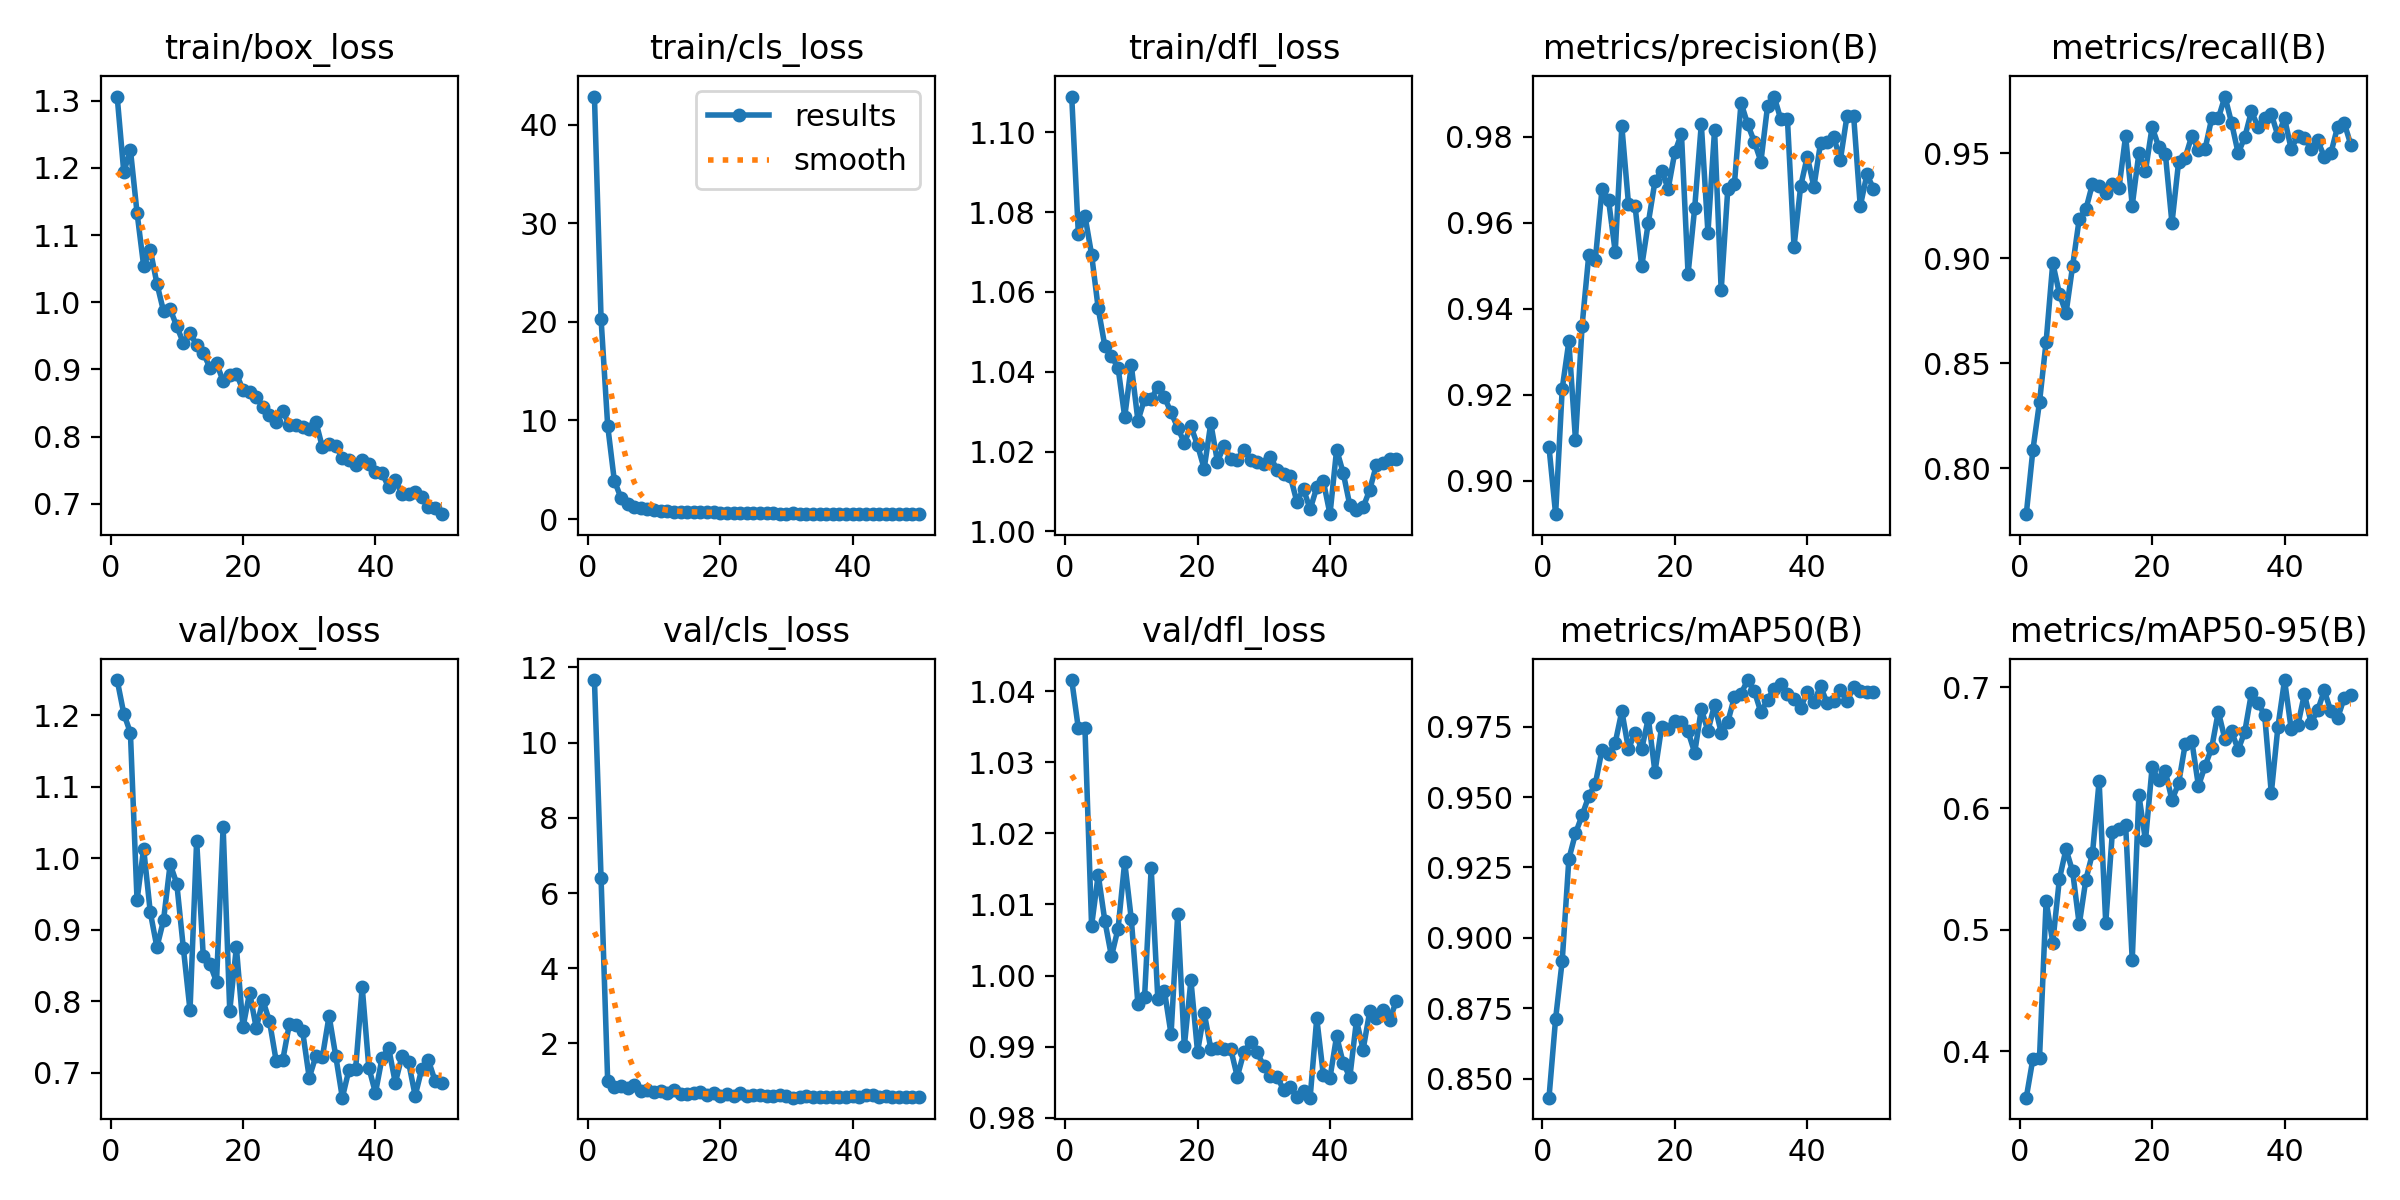 train/box_loss
train/cls_loss
train/dfl_loss
metrics/precision(B)
metrics/recall(B)
1.3
1.2
1.1
1.0
0.9
0.8
0.7
0 20 40
results
smooth
40
30
20
10
0
0 20 40
1.10
1.08
1.06
1.04
1.02
1.00
0 20 40
0.98
0.96
0.94
0.92
0.90
0 20 40
0.95
0.90
0.85
0.80
0 20 40
val/box_loss
val/cls_loss
val/dfl_loss
metrics/mAP50(B)
metrics/mAP50-95(B)
1.2
1.1
1.0
0.9
0.8
0.7
0 20 40
12
10
8
6
4
2
0 20 40
1.04
1.03
1.02
1.01
1.00
0.99
0.98
0 20 40
0.975
0.950
0.925
0.900
0.875
0.850
0 20 40
0.7
0.6
0.5
0.4
0 20 40